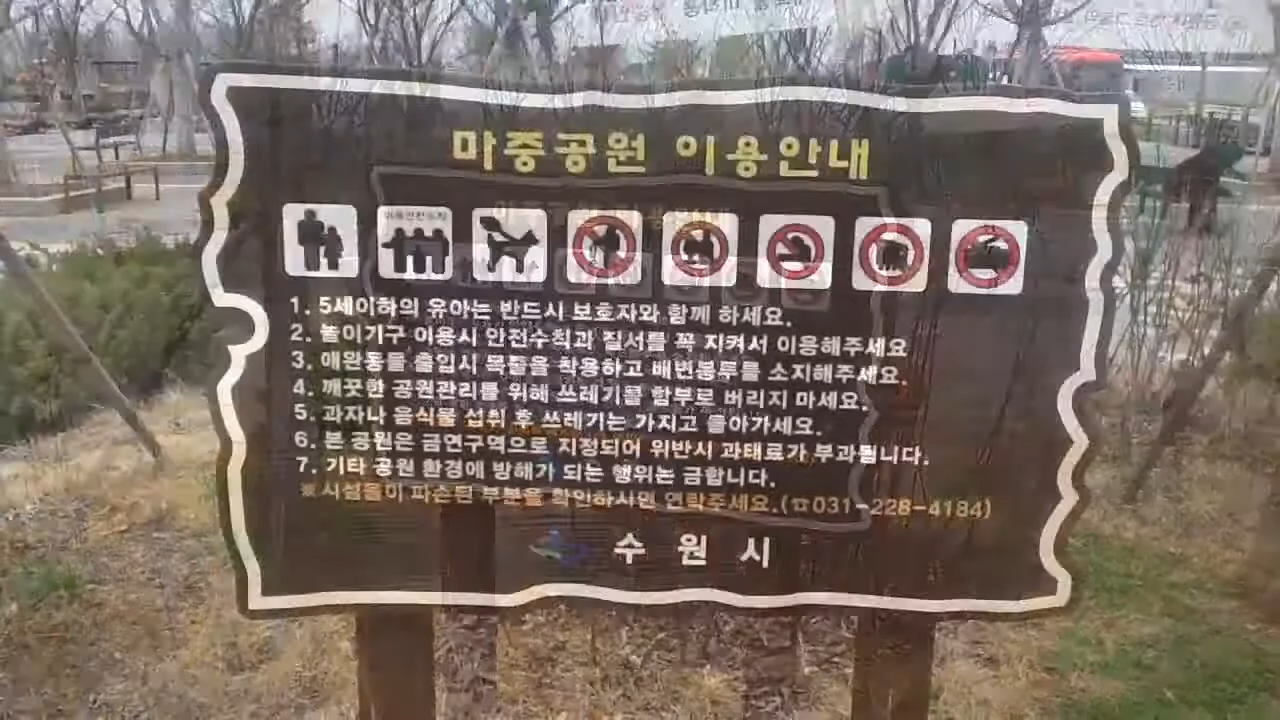 마중공원 이용안내
이용안전수칙
1. 5세이하의 유아는 반드시 보호자와 함께 하세요.
2. 놀이기구 이용시 안전수칙과 질서를 꼭 지켜서 이용해주세요
3. 애완동물 출입시 목줄을 착용하고 배변봉투를 소지해주세요.
4. 깨끗한 공원관리를 위해 쓰레기를 함부로 버리지 마세요.
5. 과자나 음식물 섭취 후 쓰레기는 가지고 돌아가세요.
6. 본 공원은 금연구역으로 지정되어 위반시 과태료가 부과됩니다.
7. 기타 공원 환경에 방해가 되는 행위는 금합니다.
※시설물이 파손된 부분을 확인하시면 연락주세요.(☎031-228-4184)
수 원 시